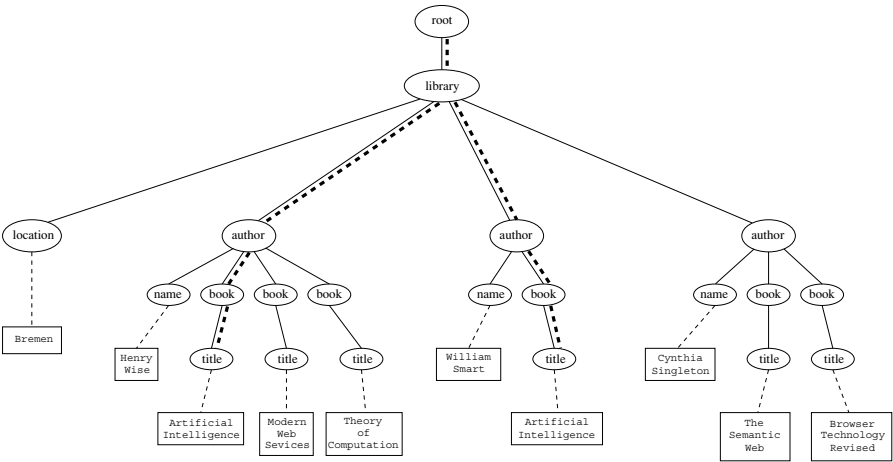 root
library
location
author
author
author
name
book
book
book
name
book
name
book
book
Bremen
Henry
Wise
title
title
title
William
Smart
title
Cynthia
Singleton
title
title
Artificial
Intelligence
Modern
Web
Sevices
Theory
of
Computation
Artificial
Intelligence
The
Semantic
Web
Browser
Technology
Revised